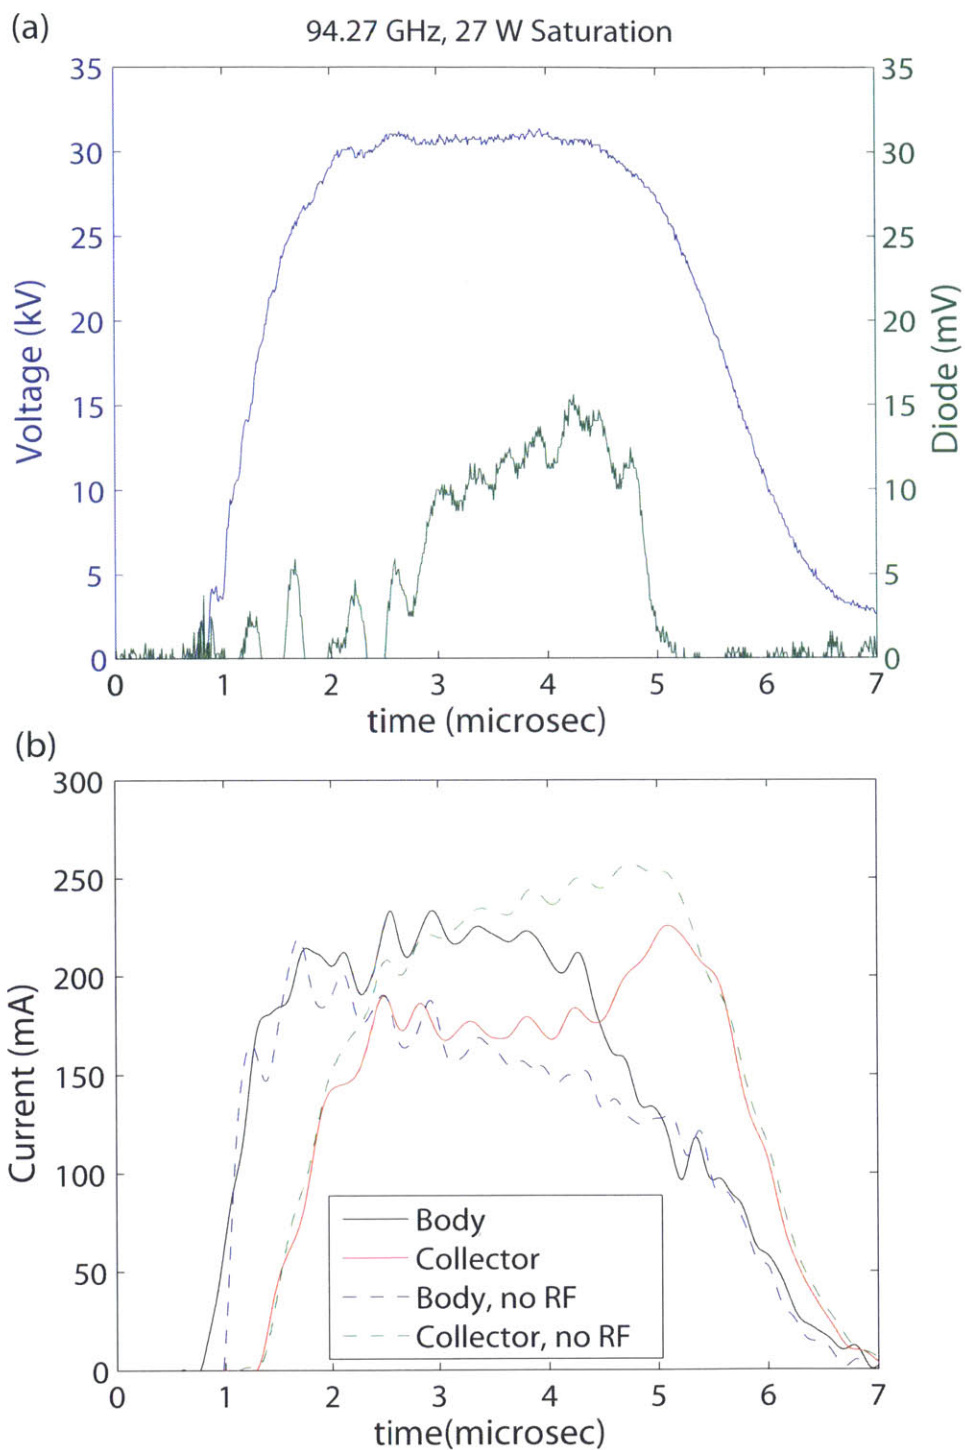 (a)
94.27 GHz, 27 W Saturation
35
30
25
20
15
10
5
0
Voltage (kV)
35
30
25
20
15
10
5
0
Diode (mV)
0 1 2 3 4 5 6 7
time (microsec)
(b)
300
250
200
150
100
50
0
Current (mA)
Body
Collector
Body, no RF
Collector, no RF
0 1 2 3 4 5 6 7
time(microsec)